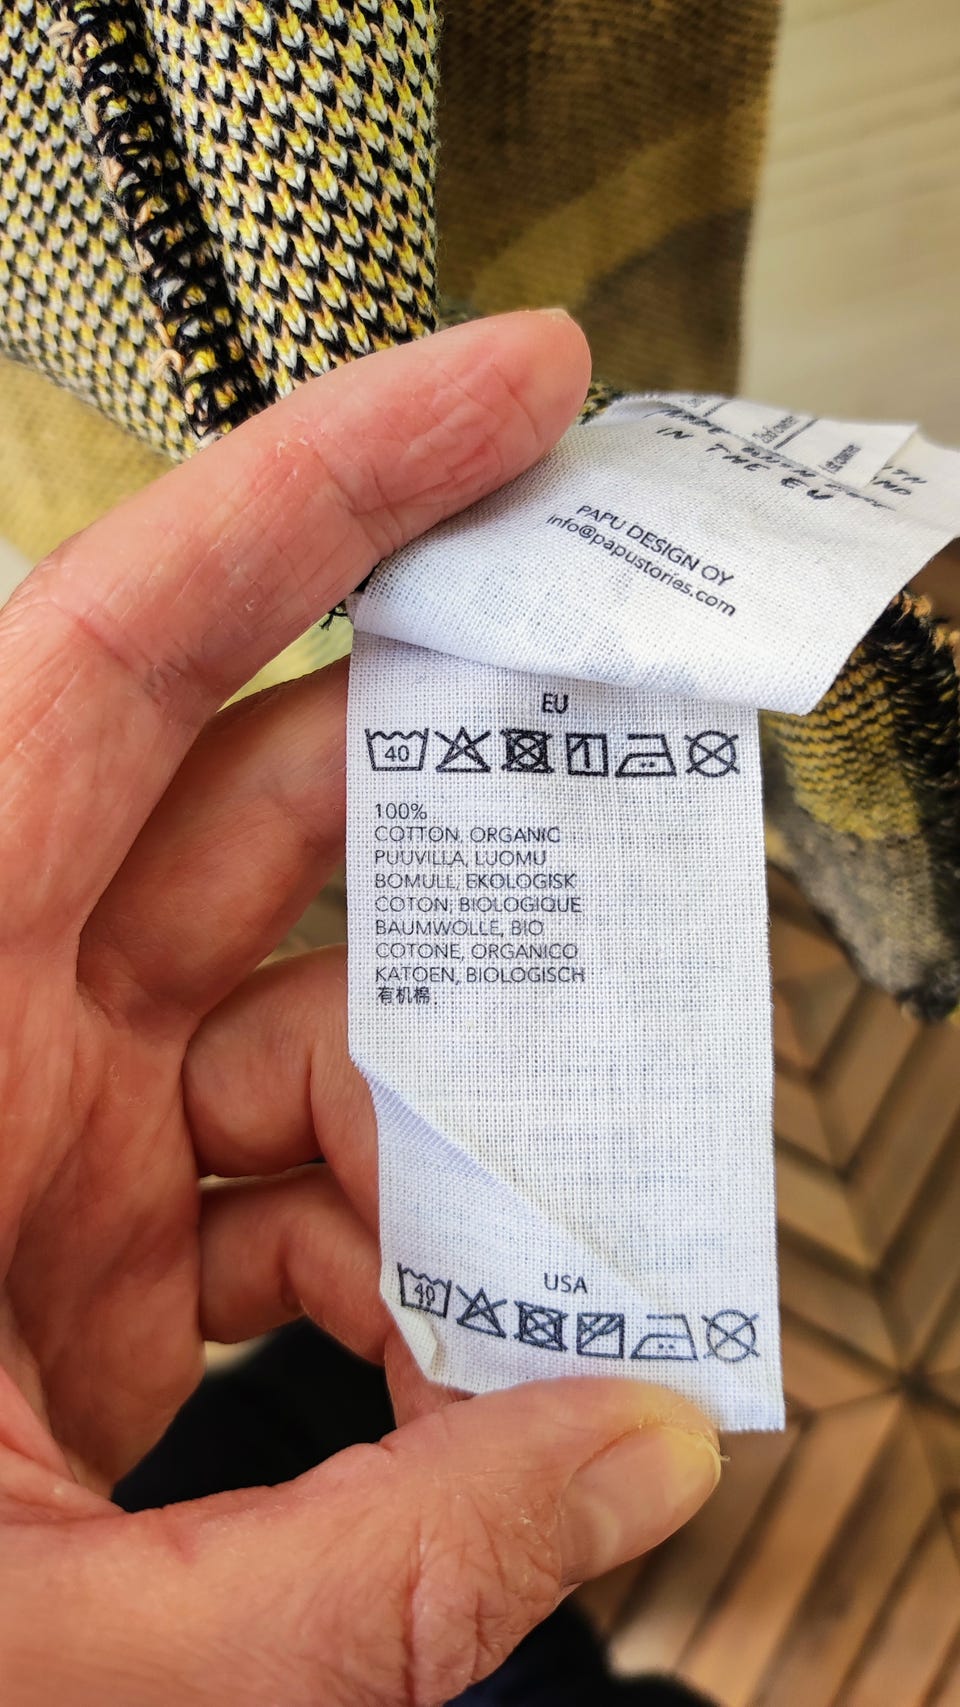 IN THE EU
PAPU DESIGN OY
info@papustories.com
EU
40
100%
COTTON, ORGANIC
PUUVILLA, LUOMU
BOMULL, EKOLOGISK
COTON, BIOLOGIQUE
BAUMWOLLE, BIO
COTONE, ORGANICO
KATOEN, BIOLOGISCH
有机棉
USA
40